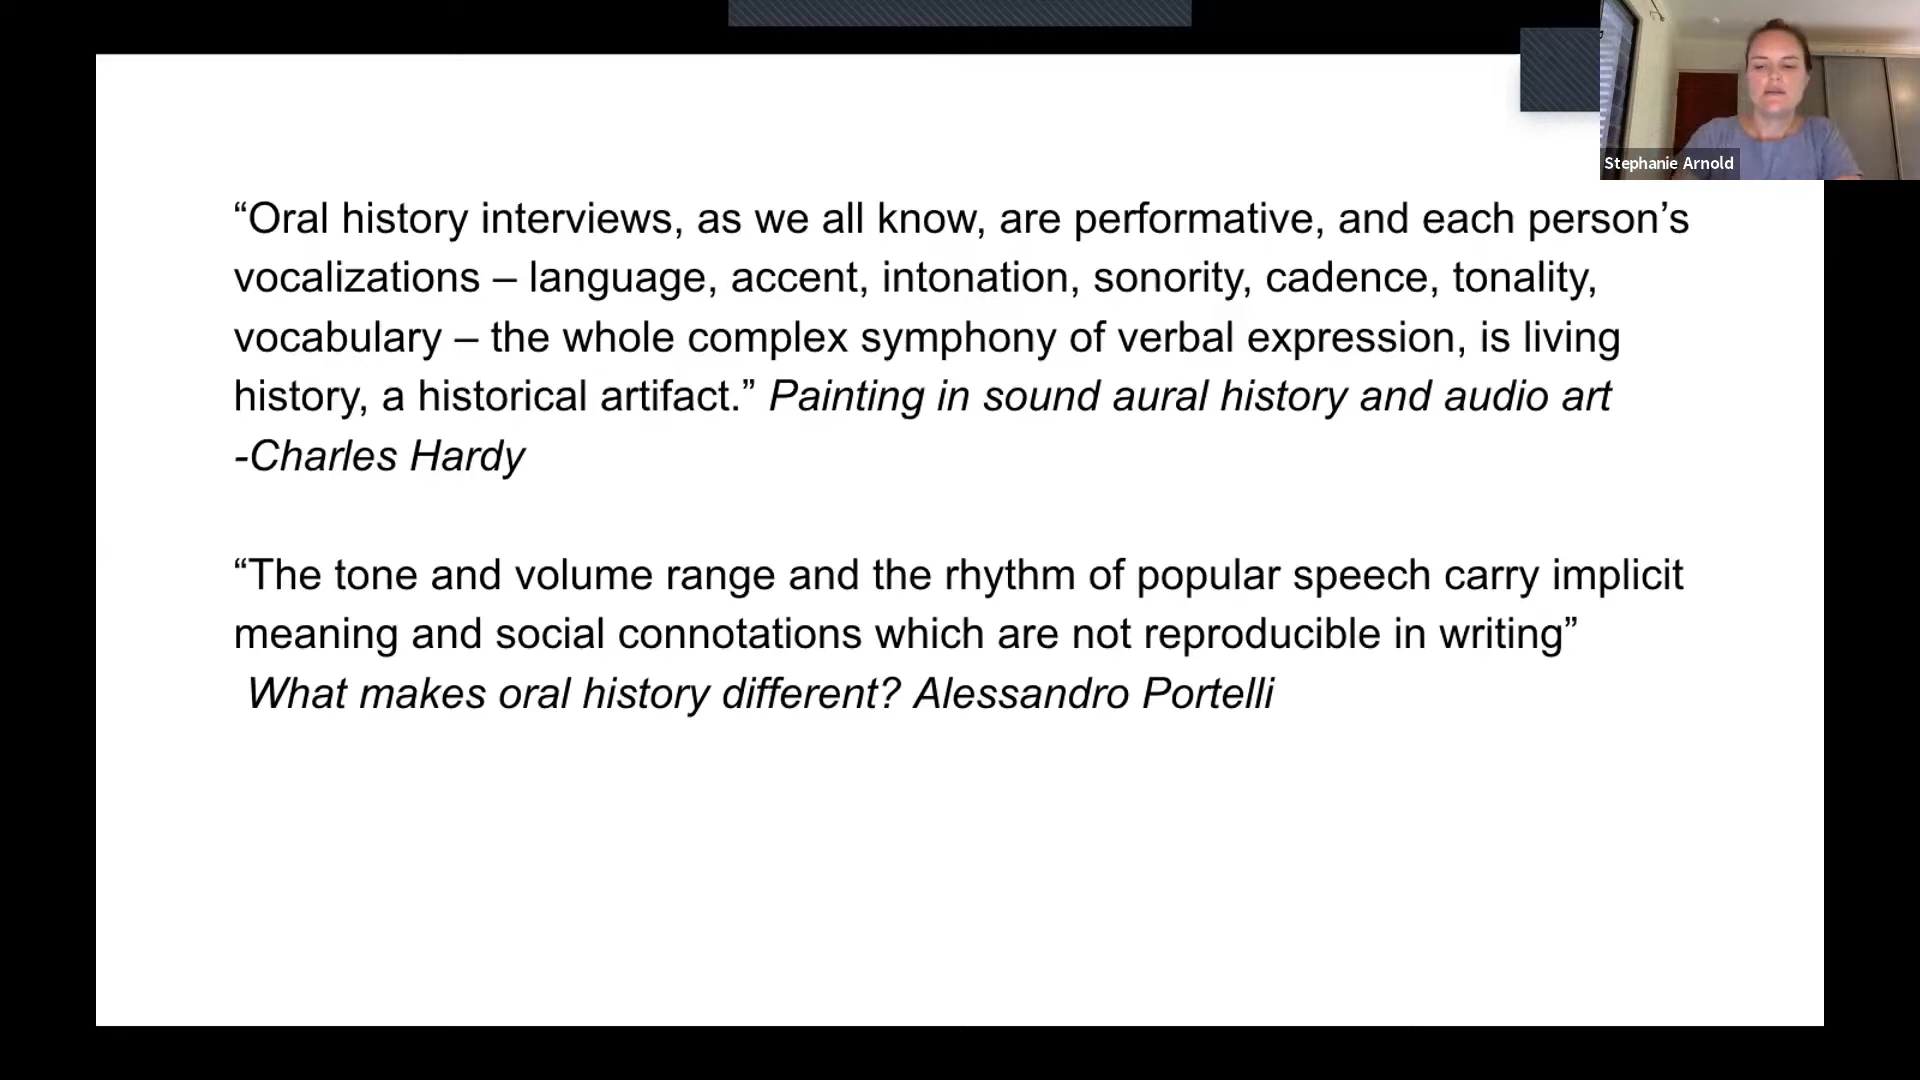 Stephanie Arnold
“Oral history interviews, as we all know, are performative, and each person’s
vocalizations – language, accent, intonation, sonority, cadence, tonality,
vocabulary – the whole complex symphony of verbal expression, is living
history, a historical artifact.” Painting in sound aural history and audio art
-Charles Hardy
“The tone and volume range and the rhythm of popular speech carry implicit
meaning and social connotations which are not reproducible in writing”
What makes oral history different? Alessandro Portelli